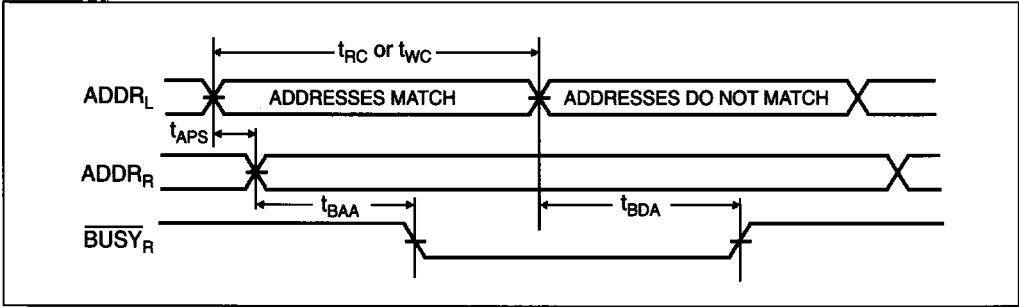 tRC or tWC
ADDRL ADDRESSES MATCH ADDRESSES DO NOT MATCH
tAPS
ADDRR
tBAA tBDA
BUSYR